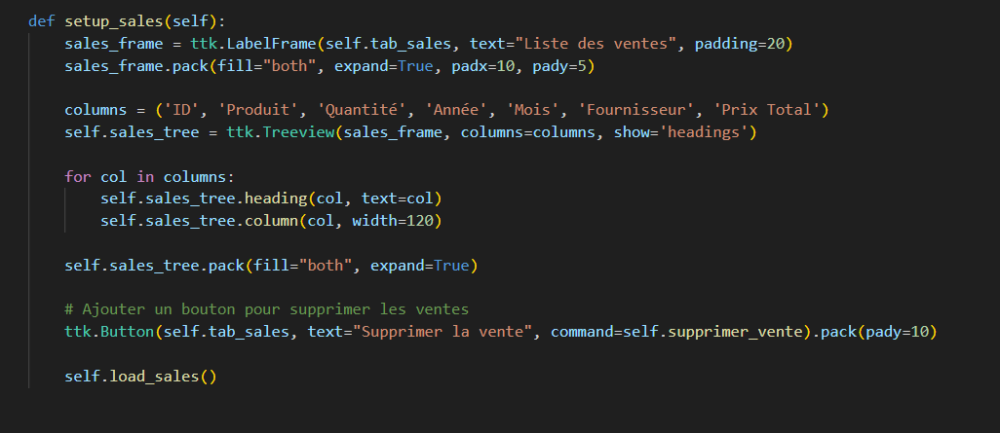 def setup_sales(self):
sales_frame = ttk.LabelFrame(self.tab_sales, text="Liste des ventes", padding=20)
sales_frame.pack(fill="both", expand=True, padx=10, pady=5)
columns = ('ID', 'Produit', 'Quantité', 'Année', 'Mois', 'Fournisseur', 'Prix Total')
self.sales_tree = ttk.Treeview(sales_frame, columns=columns, show='headings')
for col in columns:
self.sales_tree.heading(col, text=col)
self.sales_tree.column(col, width=120)
self.sales_tree.pack(fill="both", expand=True)
# Ajouter un bouton pour supprimer les ventes
ttk.Button(self.tab_sales, text="Supprimer la vente", command=self.supprimer_vente).pack(pady=10)
self.load_sales()